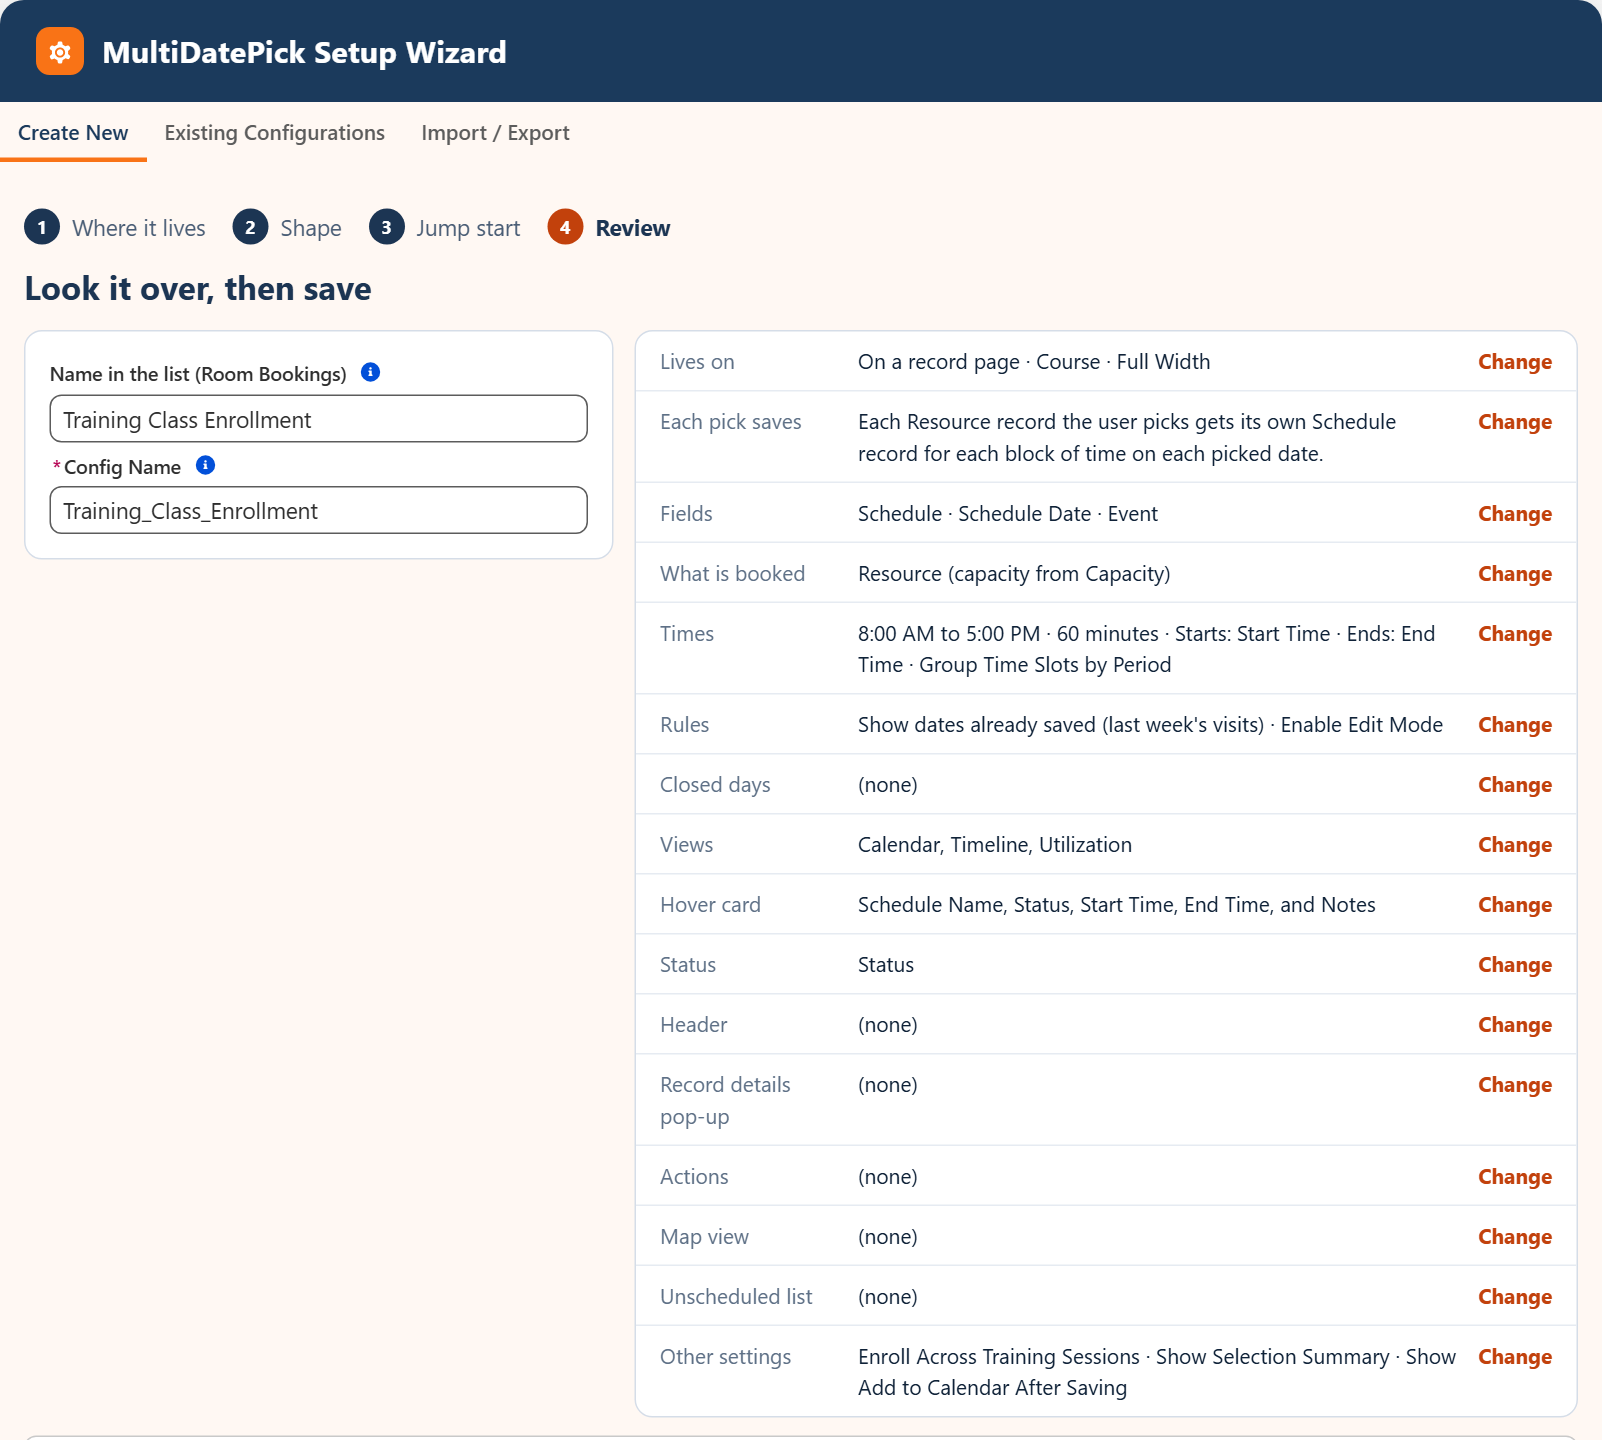 MultiDatePick Setup Wizard
Create New
Existing Configurations
Import / Export
1 Where it lives
2 Shape
3 Jump start
4 Review
Look it over, then save
Name in the list (Room Bookings)
Training Class Enrollment
*Config Name
Training_Class_Enrollment
Lives on
On a record page · Course · Full Width
Change
Each pick saves
Each Resource record the user picks gets its own Schedule
record for each block of time on each picked date.
Change
Fields
Schedule · Schedule Date · Event
Change
What is booked
Resource (capacity from Capacity)
Change
Times
8:00 AM to 5:00 PM · 60 minutes · Starts: Start Time · Ends: End
Time · Group Time Slots by Period
Change
Rules
Show dates already saved (last week's visits) · Enable Edit Mode
Change
Closed days
(none)
Change
Views
Calendar, Timeline, Utilization
Change
Hover card
Schedule Name, Status, Start Time, End Time, and Notes
Change
Status
Status
Change
Header
(none)
Change
Record details
pop-up
(none)
Change
Actions
(none)
Change
Map view
(none)
Change
Unscheduled list
(none)
Change
Other settings
Enroll Across Training Sessions · Show Selection Summary · Show
Add to Calendar After Saving
Change